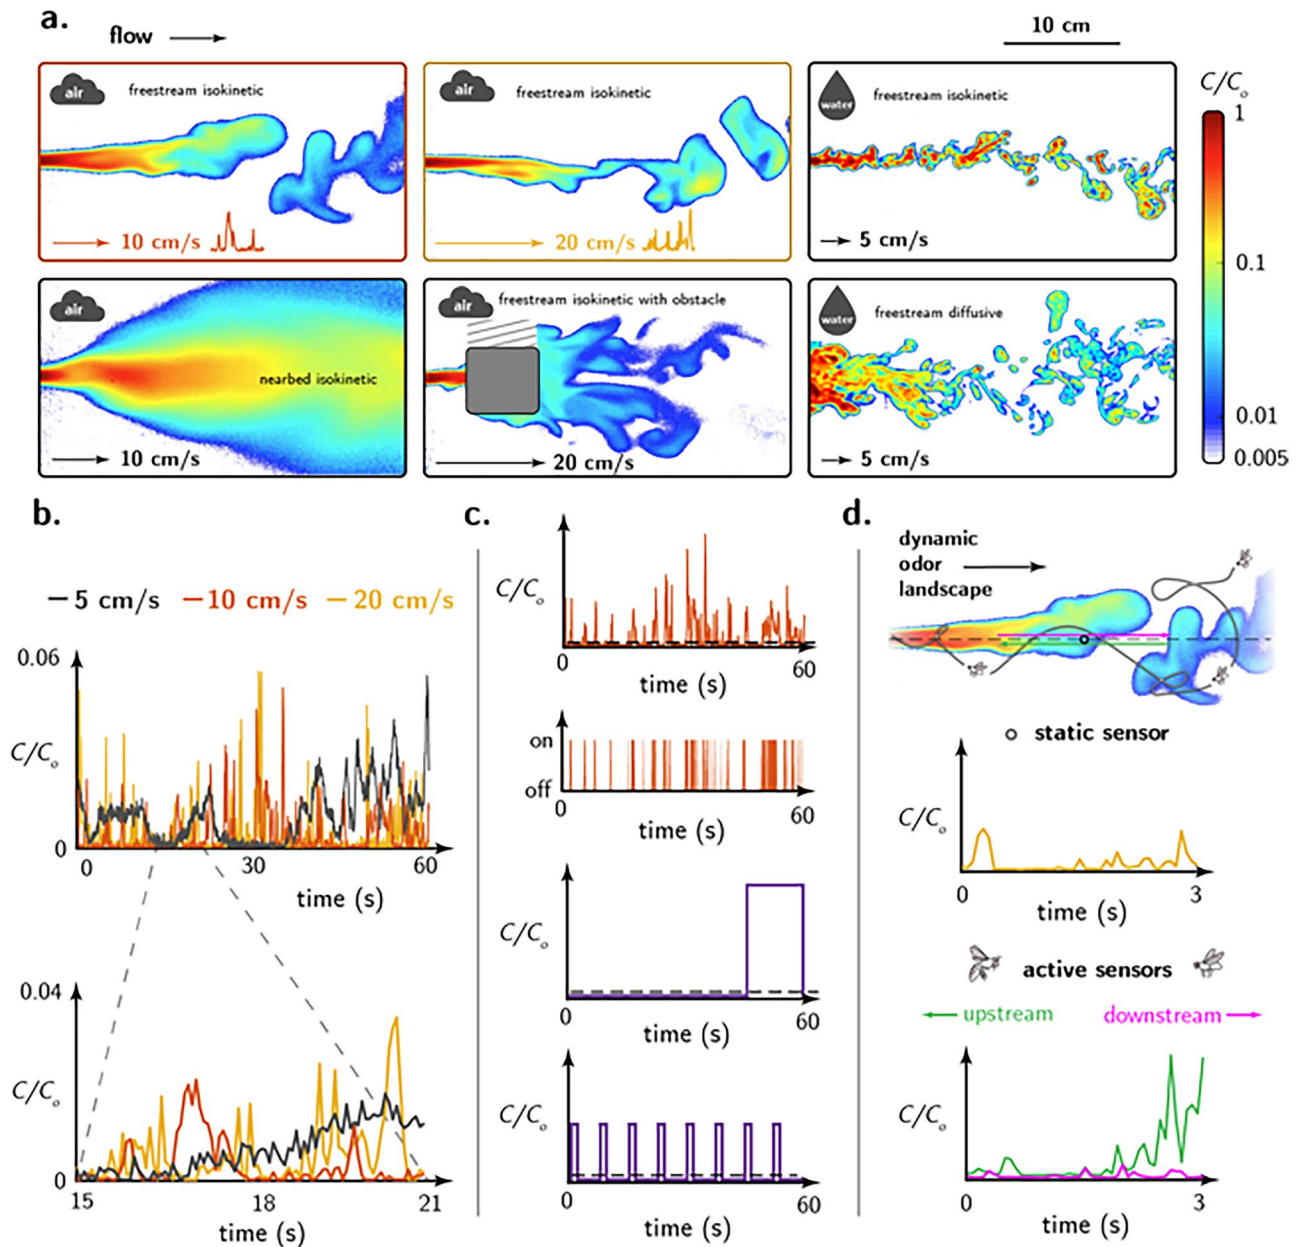 a.
flow
10 cm
air
freestream isokinetic
10 cm/s
air
freestream isokinetic
20 cm/s
water
freestream isokinetic
5 cm/s
C/Co
1
0.1
0.01
0.005
air
nearbed isokinetic
10 cm/s
air
freestream isokinetic with obstacle
20 cm/s
water
freestream diffusive
5 cm/s
b.
5 cm/s 10 cm/s 20 cm/s
0.06
C/Co
0
0 30 60
time (s)
0.04
C/Co
0
15 18 21
time (s)
c.
C/Co
0 60
time (s)
on
off
0 60
time (s)
C/Co
0 60
time (s)
C/Co
0 60
time (s)
d.
dynamic
odor
landscape
static sensor
C/Co
0 3
time (s)
active sensors
upstream downstream
C/Co
0 3
time (s)